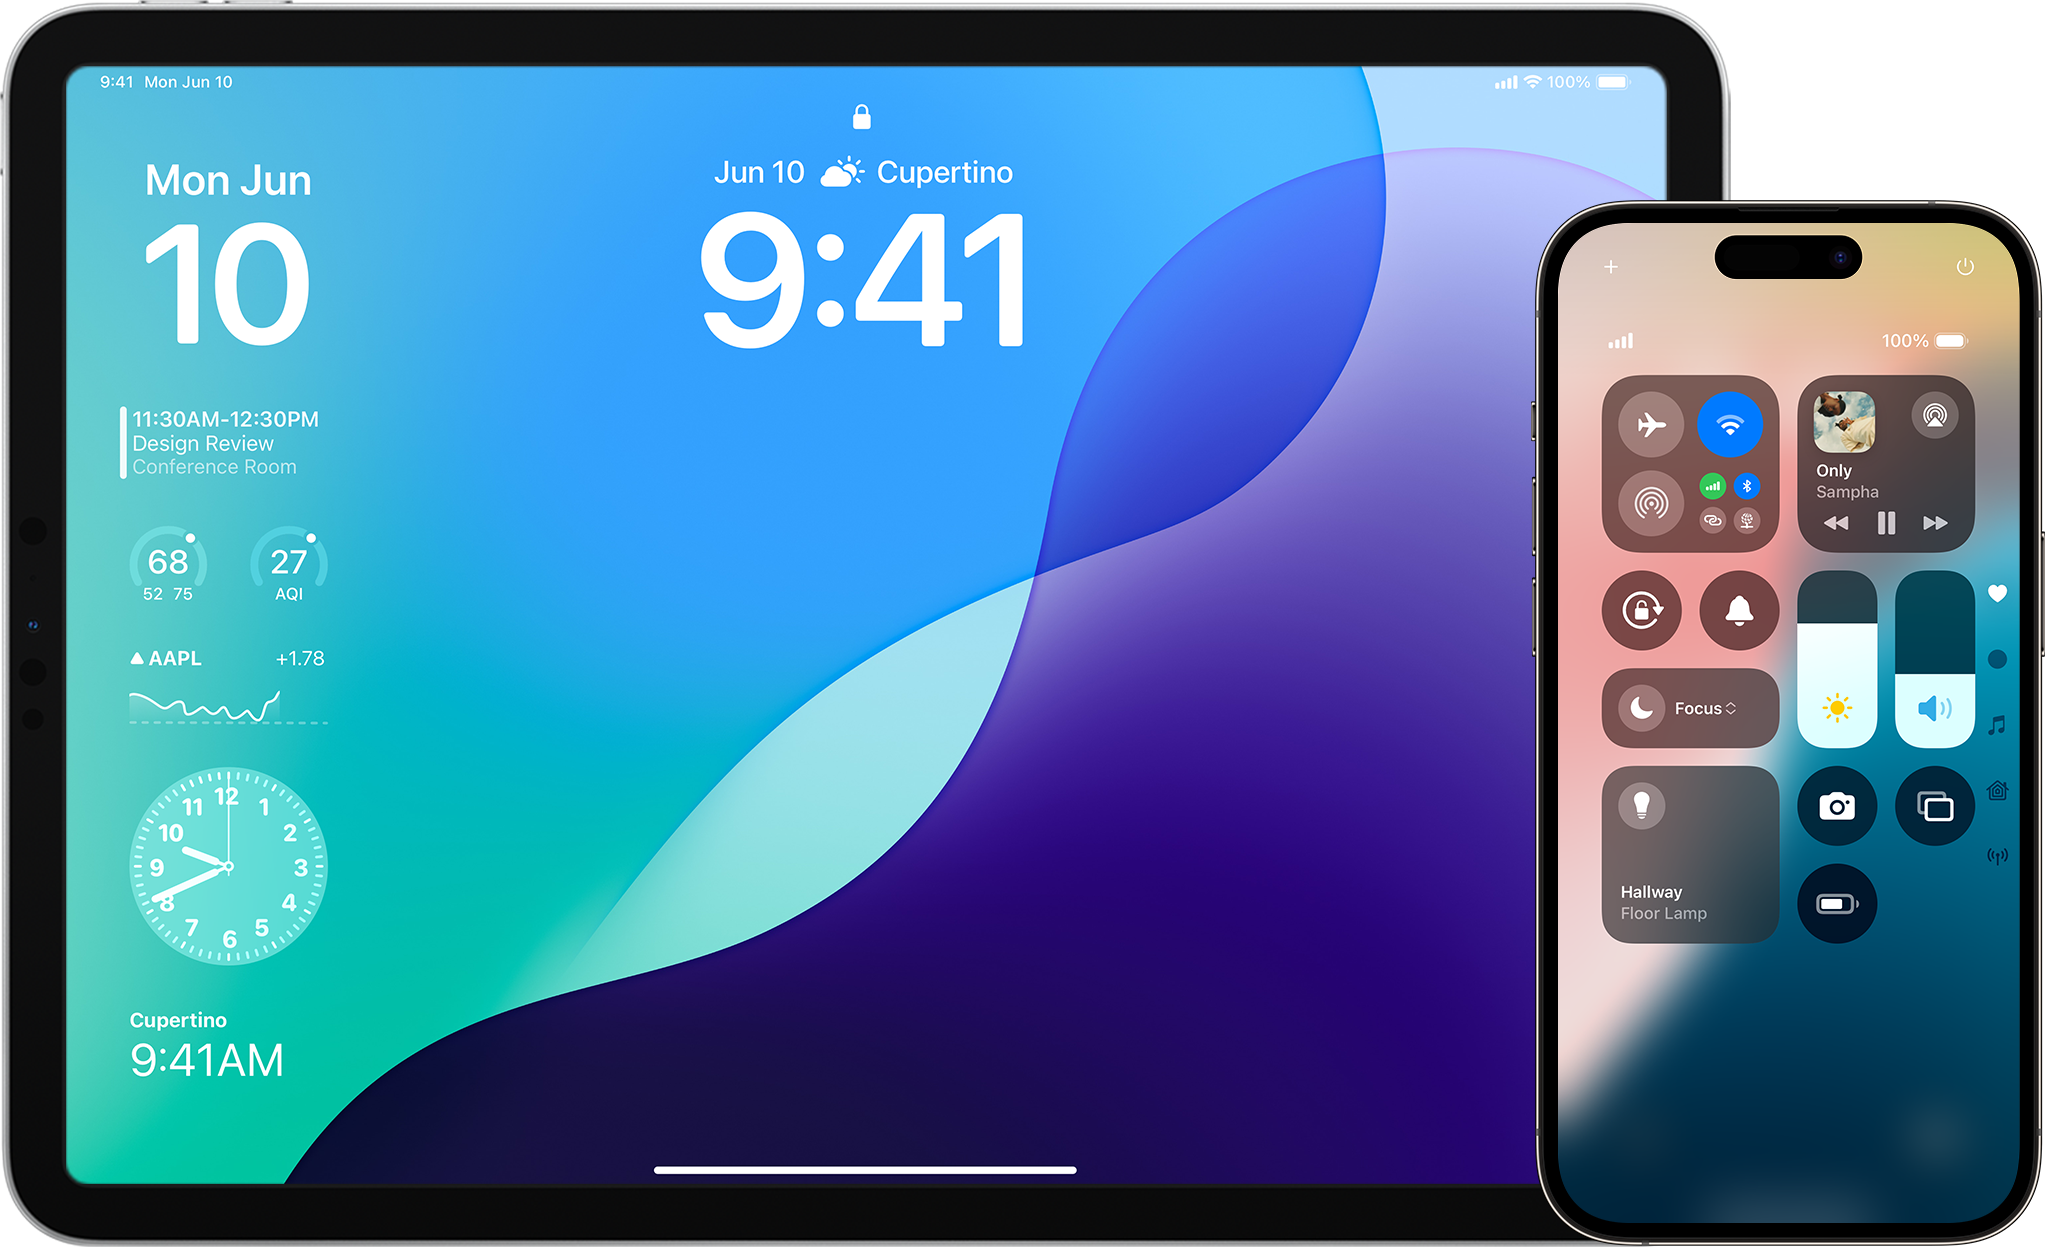 9:41 Mon Jun 10
100%
Mon Jun
10
Jun 10 Cupertino
9:41
11:30AM-12:30PM
Design Review
Conference Room
68
52 75
27
AQI
AAPL +1.78
12
1
2
3
4
5
6
7
8
9
10
11
Cupertino
9:41AM
100%
Only
Sampha
Focus
Hallway
Floor Lamp